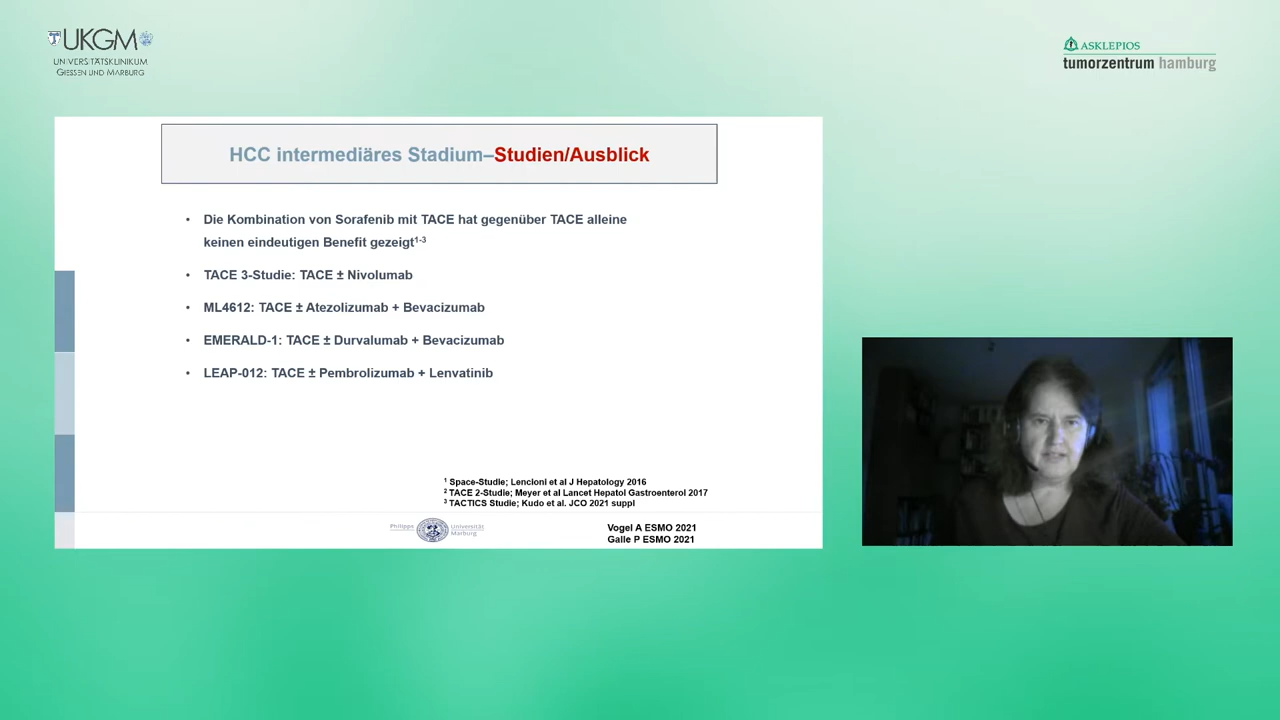 UKGM
UNIVERSITÄTSKLINIKUM
GIESSEN UND MARBURG
ASKLEPIOS
tumorzentrum hamburg
HCC intermediäres Stadium–Studien/Ausblick
• Die Kombination von Sorafenib mit TACE hat gegenüber TACE alleine
keinen eindeutigen Benefit gezeigt1-3
• TACE 3-Studie: TACE ± Nivolumab
• ML4612: TACE ± Atezolizumab + Bevacizumab
• EMERALD-1: TACE ± Durvalumab + Bevacizumab
• LEAP-012: TACE ± Pembrolizumab + Lenvatinib
1 Space-Studie; Lencioni et al J Hepatology 2016
2 TACE 2-Studie; Meyer et al Lancet Hepatol Gastroenterol 2017
3 TACTICS Studie; Kudo et al. JCO 2021 suppl
Philipps Universität
Marburg
Vogel A ESMO 2021
Galle P ESMO 2021